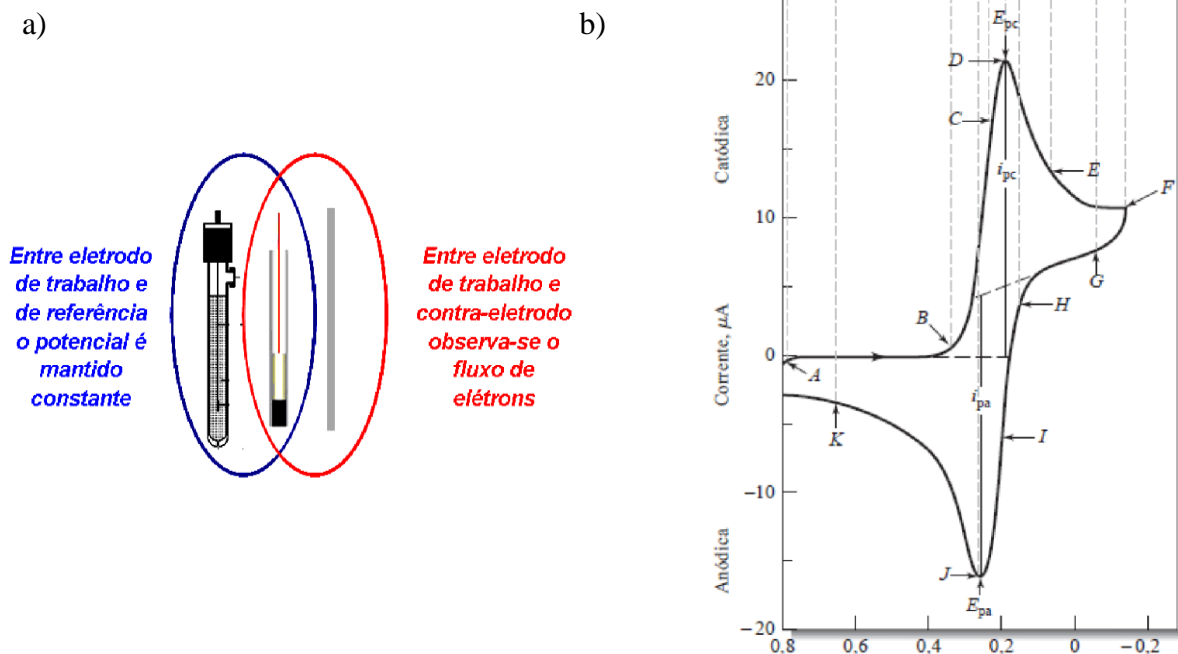 a)
Entre eletrodo
de trabalho e
de referência
o potencial é
mantido
constante
Entre eletrodo
de trabalho e
contra-eletrodo
observa-se o
fluxo de
elétrons
b)
E_pc
D
20
C
Catódica
i_pc
E
F
10
G
B
H
Corrente, µA
0
A
i_pa
K
I
-10
Anódica
J
E_pa
-20
0,8
0,6
0,4
0,2
0
-0,2